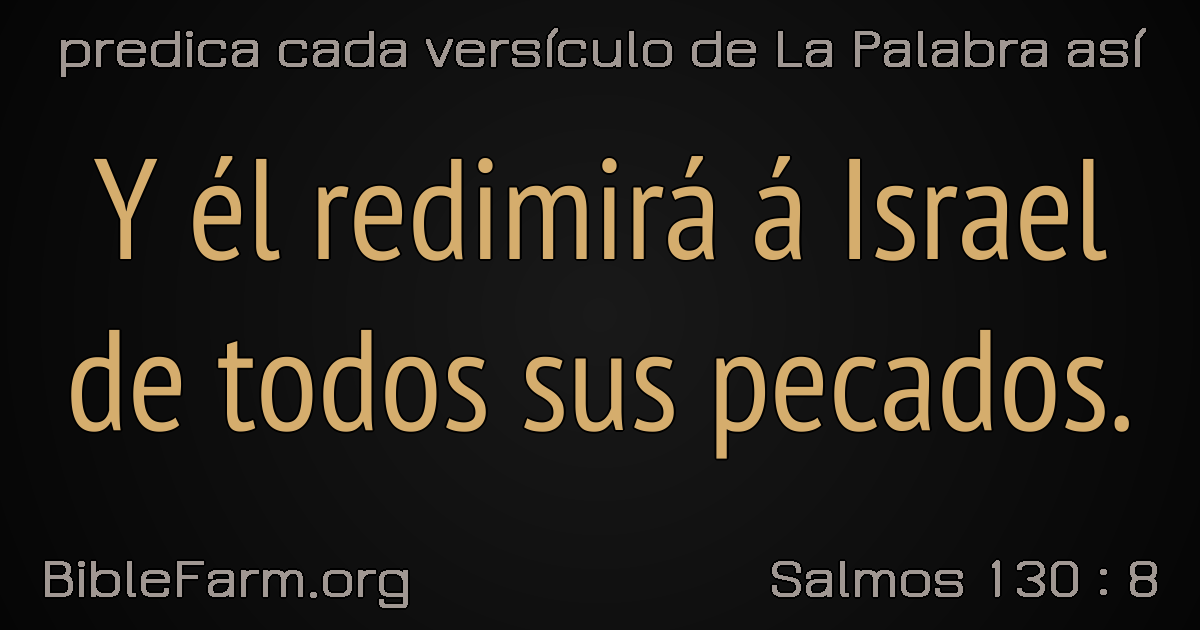 predica cada versículo de La Palabra así
Y él redimirá á Israel
de todos sus pecados.
BibleFarm.org
Salmos 130 : 8